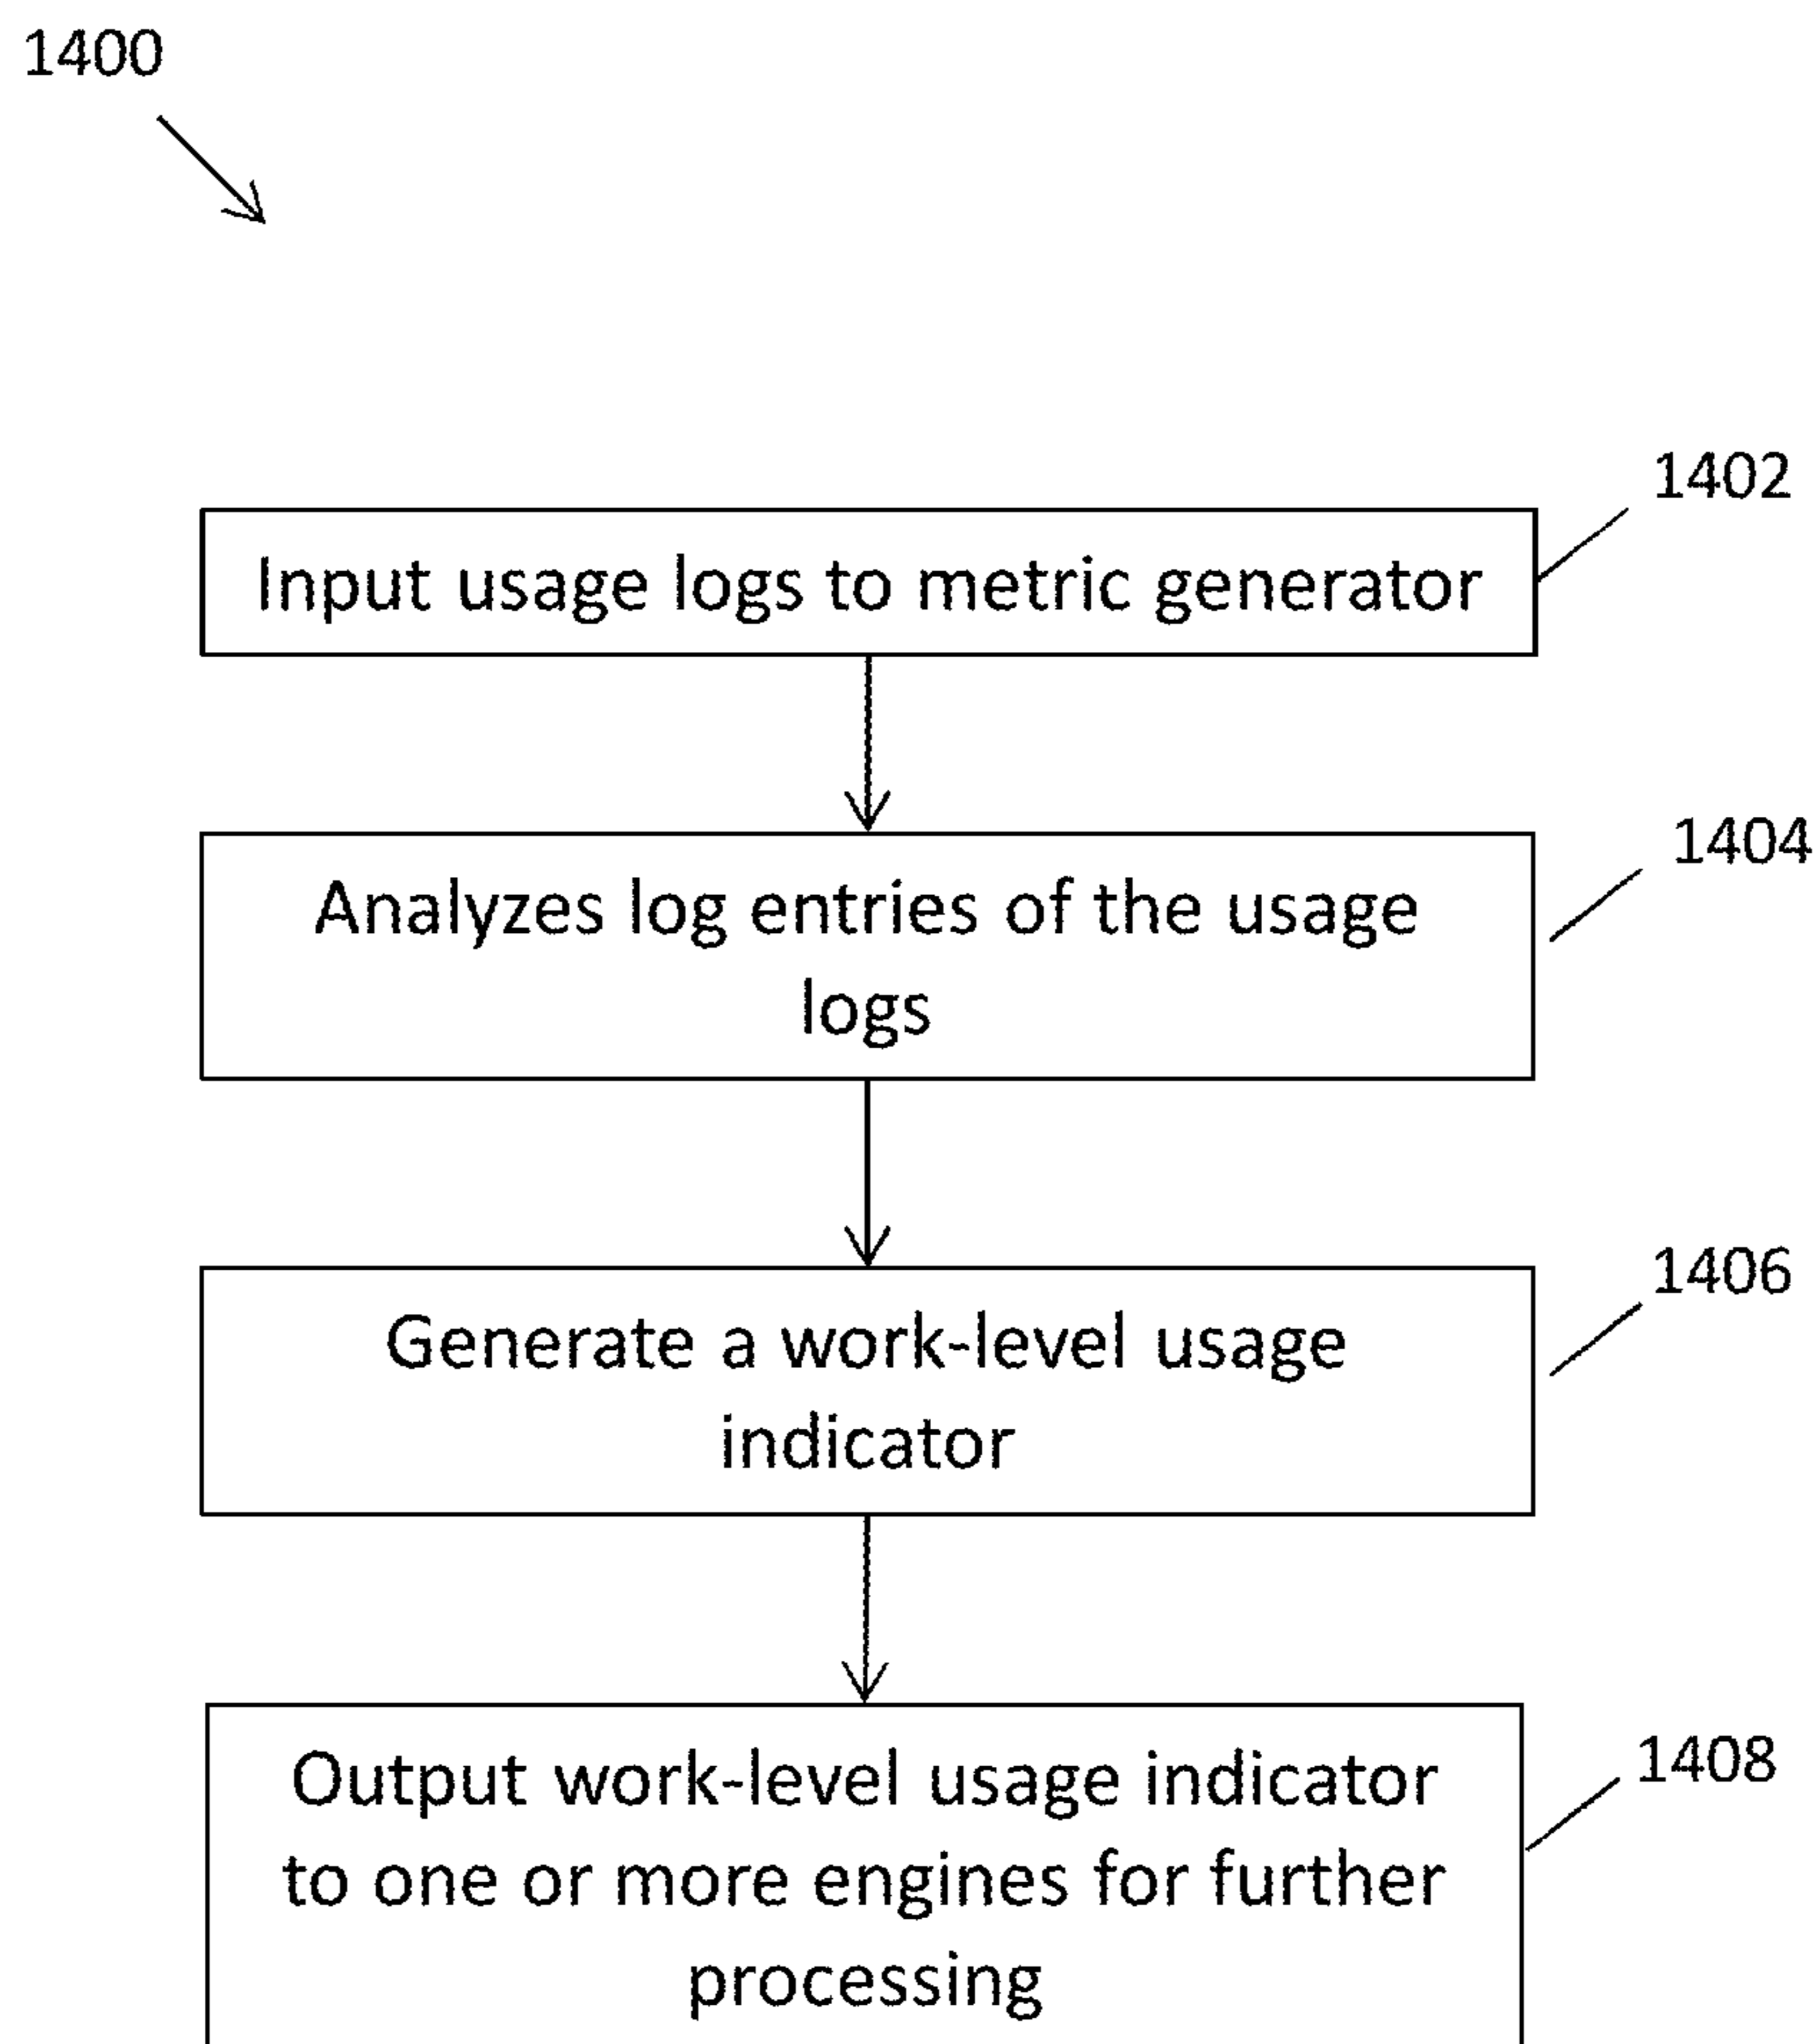 1400
1402
Input usage logs to metric generator
1404
Analyzes log entries of the usage
logs
1406
Generate a work-level usage
indicator
1408
Output work-level usage indicator
to one or more engines for further
processing